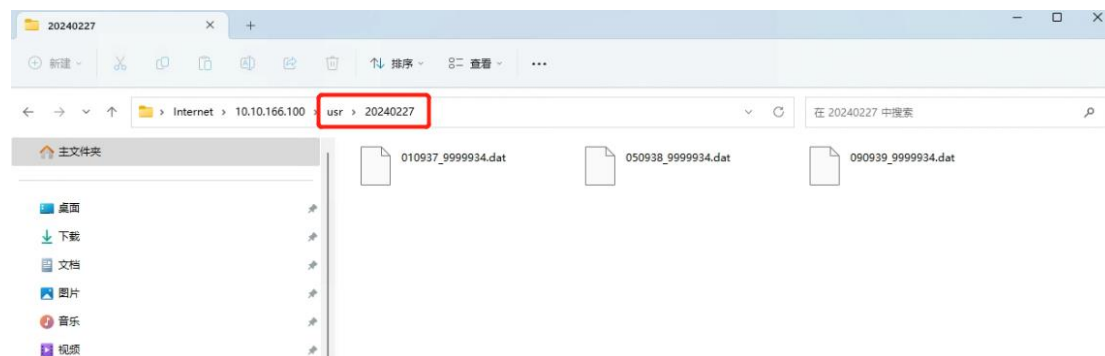 20240227
新建
排序
查看
Internet > 10.10.166.100 > usr > 20240227
在 20240227 中搜索
主文件夹
010937_9999934.dat
050938_9999934.dat
090939_9999934.dat
桌面
下载
文档
图片
音乐
视频